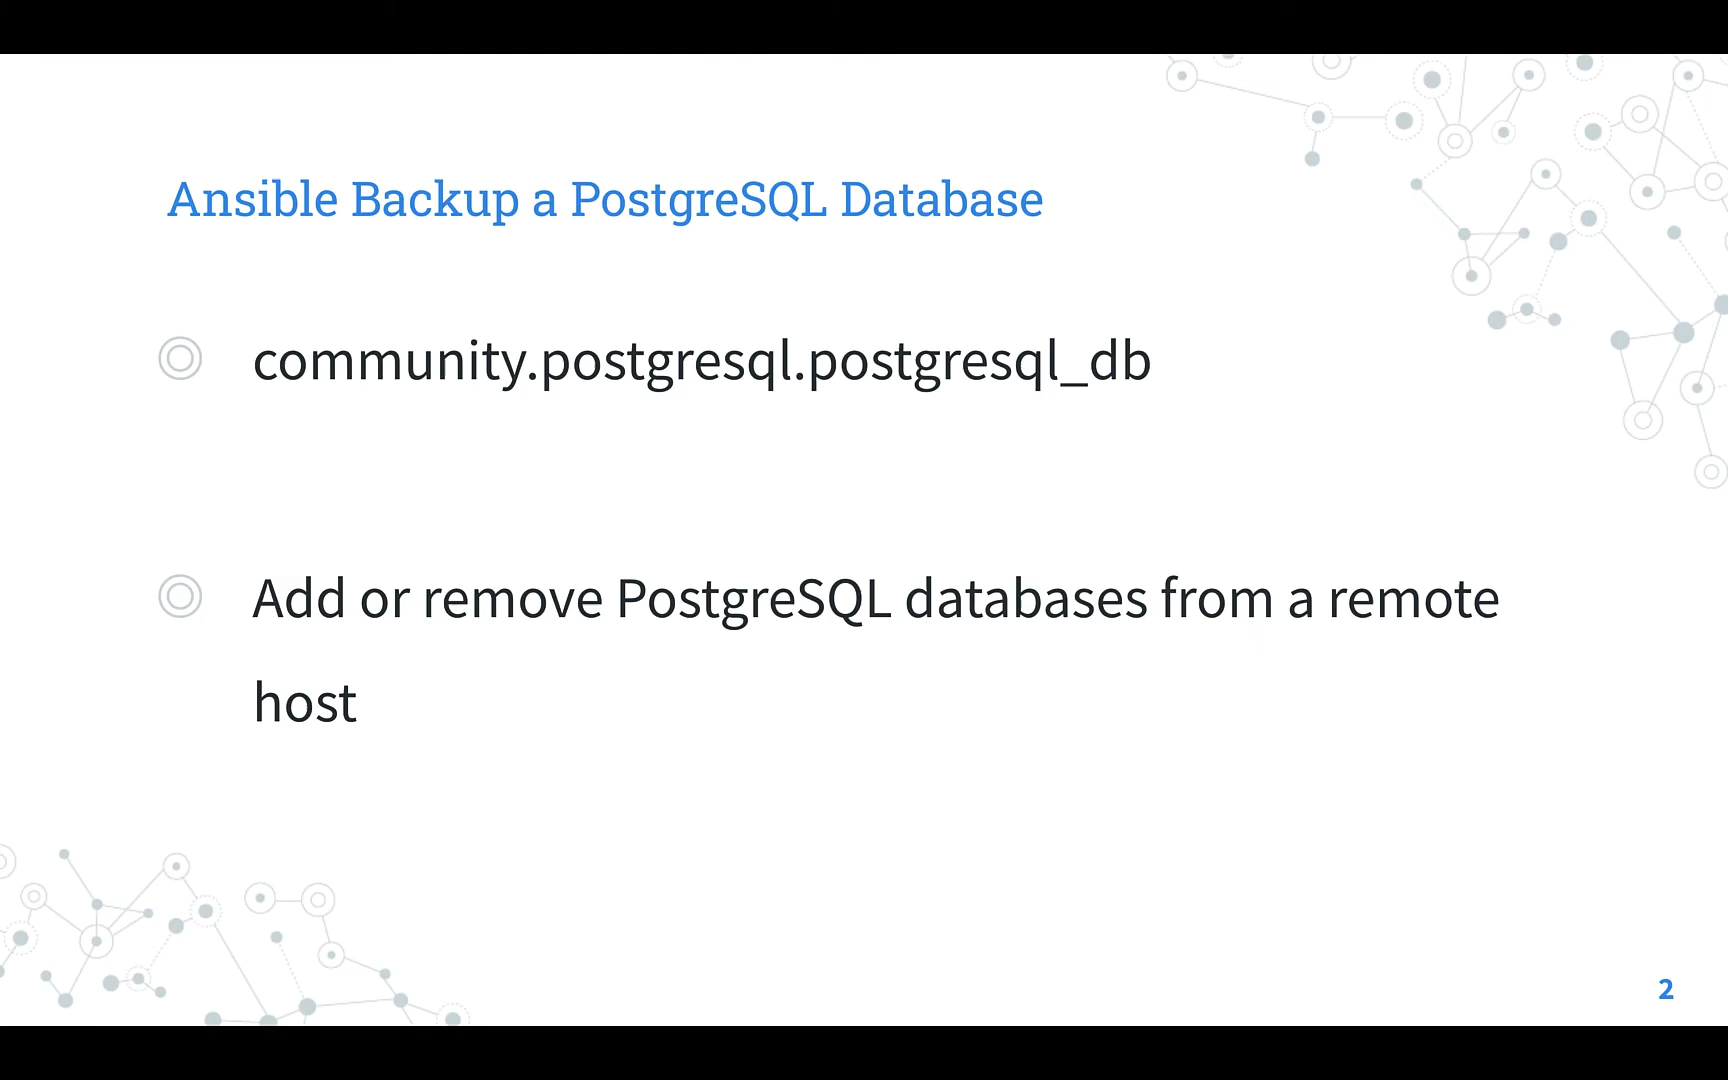 Ansible Backup a PostgreSQL Database
community.postgresql.postgresql_db
Add or remove PostgreSQL databases from a remote
host
2